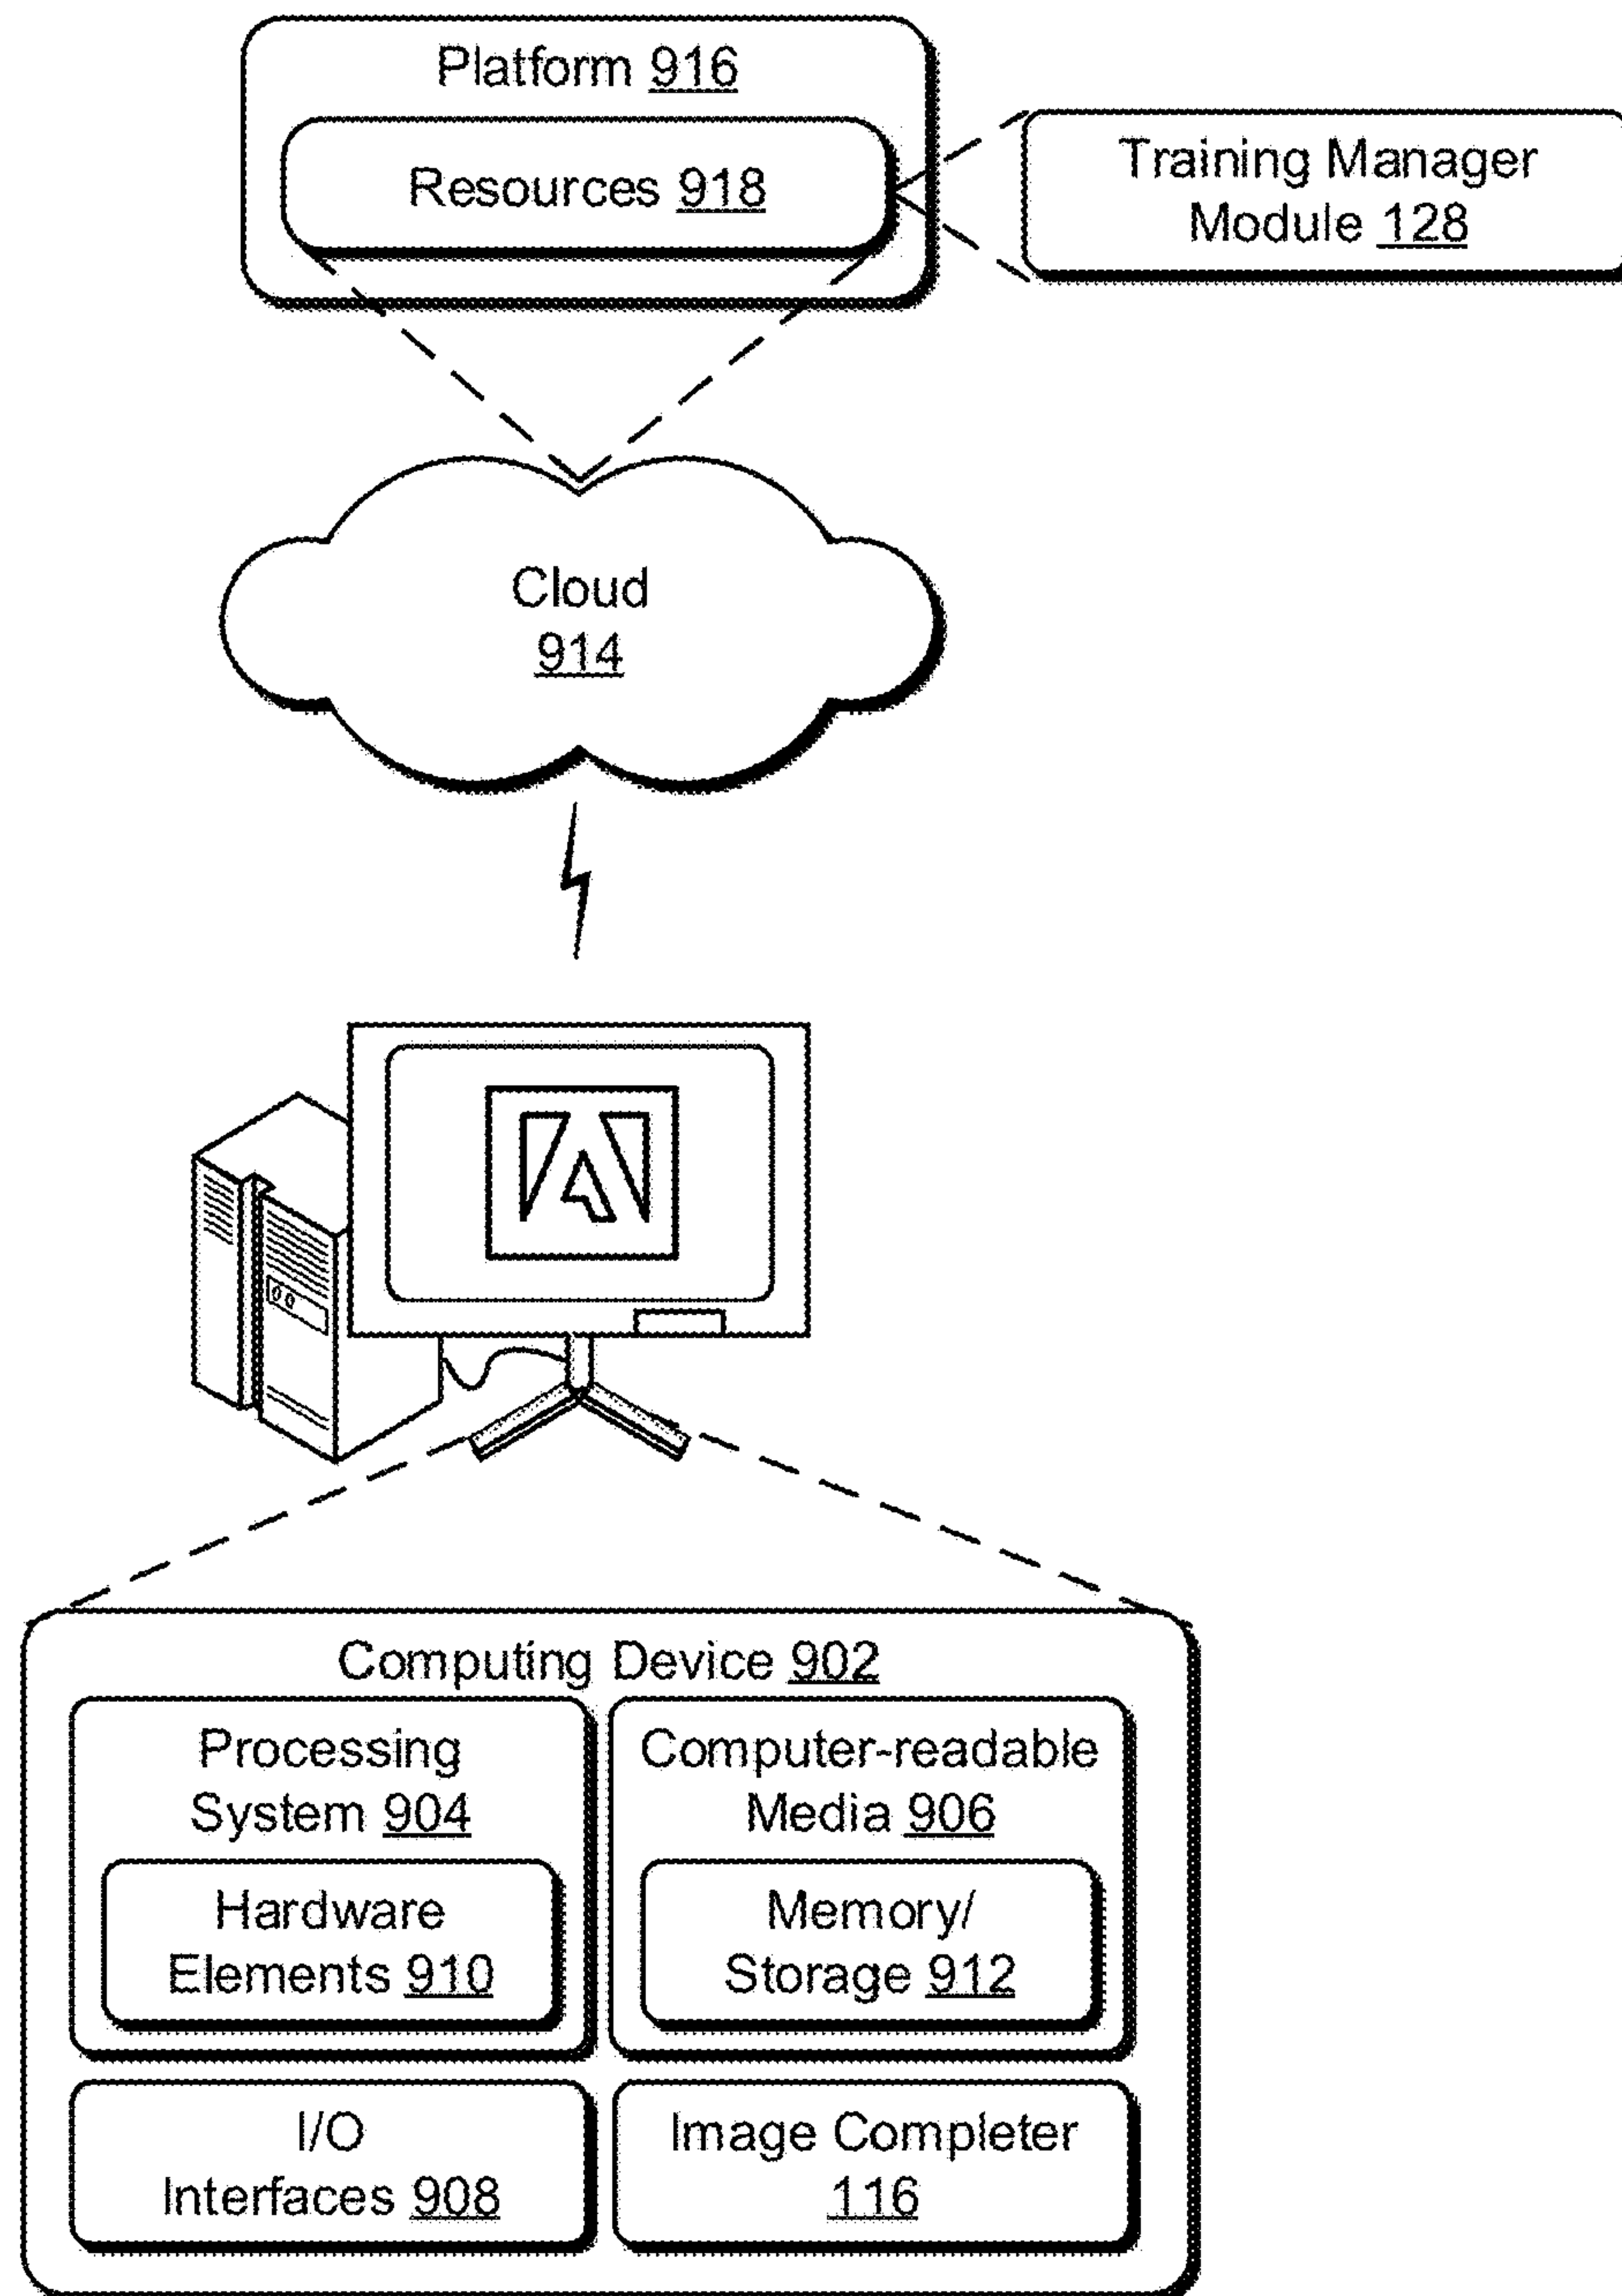 Platform 916
Resources 918
Training Manager
Module 128
Cloud
914
Computing Device 902
Processing
System 904
Hardware
Elements 910
Computer-readable
Media 906
Memory/
Storage 912
I/O
Interfaces 908
Image Completer
116